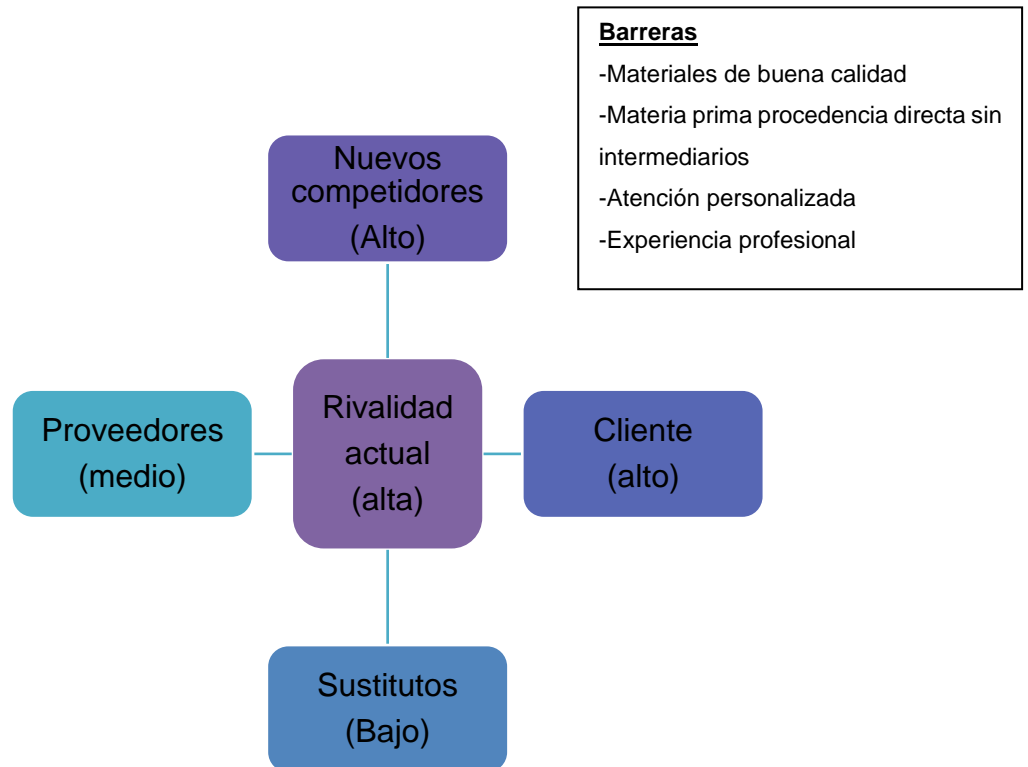 Barreras
-Materiales de buena calidad
-Materia prima procedencia directa sin
intermediarios
-Atención personalizada
-Experiencia profesional
Nuevos
competidores
(Alto)
Proveedores
(medio)
Rivalidad
actual
(alta)
Cliente
(alto)
Sustitutos
(Bajo)